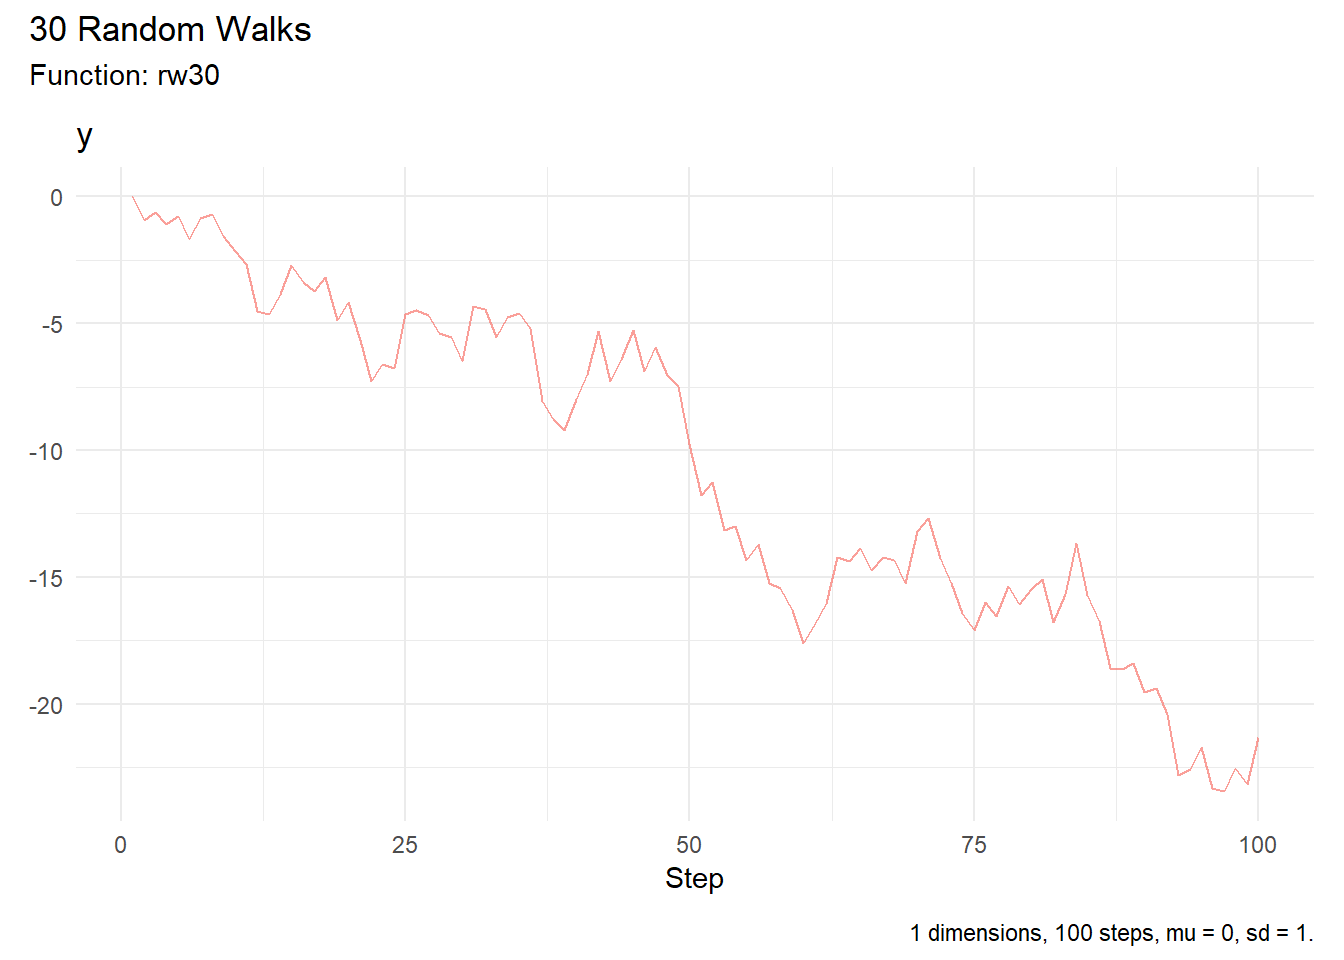 30 Random Walks
Function: rw30
y
0
-5
-10
-15
-20
0 25 50 75 100
Step
1 dimensions, 100 steps, mu = 0, sd = 1.